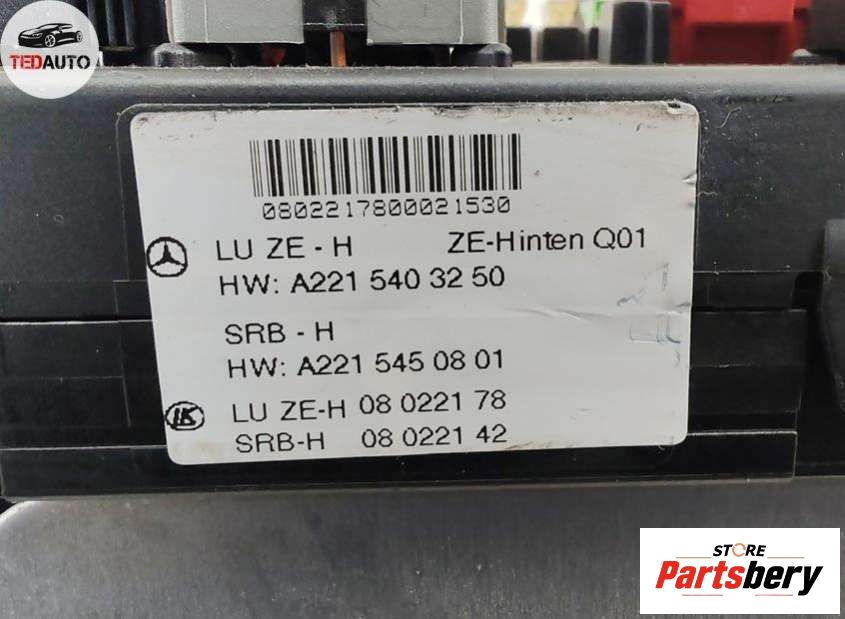 TEDAUTO
0802217800021530
LU ZE - H ZE-Hinten Q01
HW: A221 540 32 50
SRB - H
HW: A221 545 08 01
LK LU ZE-H 08 0221 78
SRB-H 08 0221 42
STORE
Partsbery